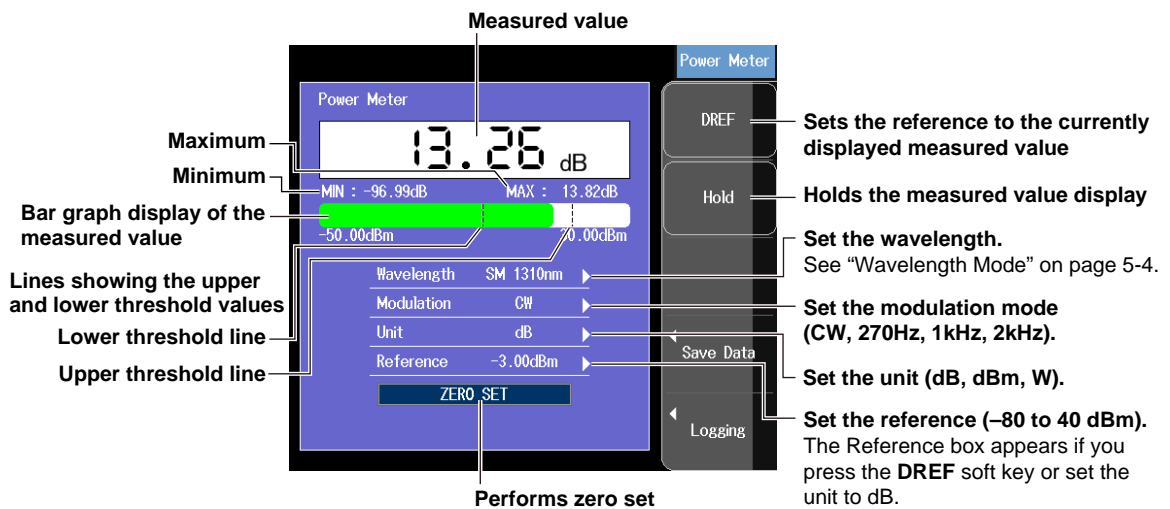 Measured value
Power Meter
Power Meter
13.26 dB
MIN : -96.99dB MAX : 13.82dB
-50.00dBm 30.00dBm
Wavelength SM 1310nm
Modulation CW
Unit dB
Reference -3.00dBm
ZERO SET
DREF
Hold
Save Data
Logging
Maximum
Minimum
Bar graph display of the
measured value
Lines showing the upper
and lower threshold values
Lower threshold line
Upper threshold line
Sets the reference to the currently
displayed measured value
Holds the measured value display
Set the wavelength.
See “Wavelength Mode” on page 5-4.
Set the modulation mode
(CW, 270Hz, 1kHz, 2kHz).
Set the unit (dB, dBm, W).
Set the reference (–80 to 40 dBm).
The Reference box appears if you
press the DREF soft key or set the
unit to dB.
Performs zero set